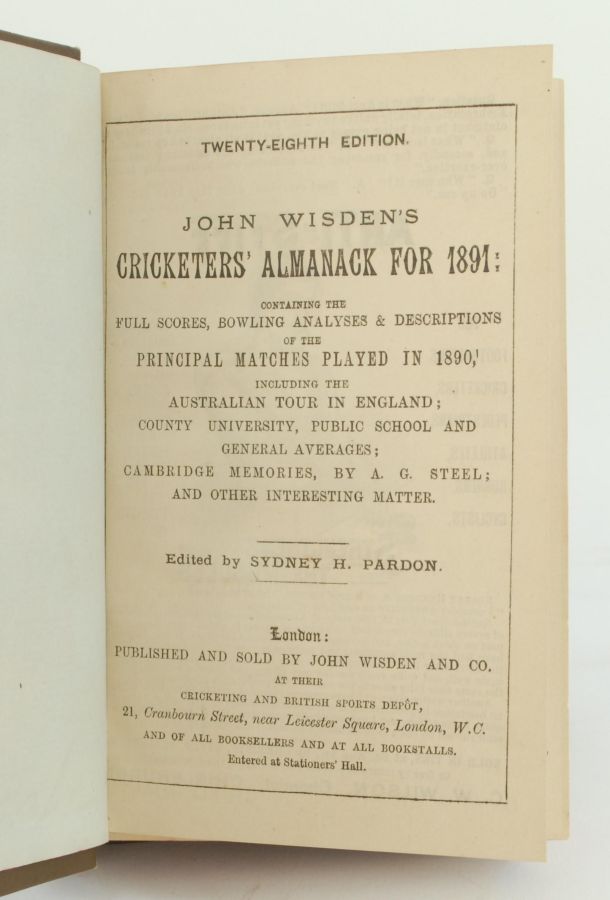 TWENTY-EIGHTH EDITION.
JOHN WISDEN'S
CRICKETERS' ALMANACK FOR 1891:
CONTAINING THE
FULL SCORES, BOWLING ANALYSES & DESCRIPTIONS
OF THE
PRINCIPAL MATCHES PLAYED IN 1890,
INCLUDING THE
AUSTRALIAN TOUR IN ENGLAND;
COUNTY UNIVERSITY, PUBLIC SCHOOL AND
GENERAL AVERAGES;
CAMBRIDGE MEMORIES, BY A. G. STEEL;
AND OTHER INTERESTING MATTER.
Edited by SYDNEY H. PARDON.
London:
PUBLISHED AND SOLD BY JOHN WISDEN AND CO.
AT THEIR
CRICKETING AND BRITISH SPORTS DEPÔT,
21, Cranbourn Street, near Leicester Square, London, W.C.
AND OF ALL BOOKSELLERS AND AT ALL BOOKSTALLS.
Entered at Stationers' Hall.